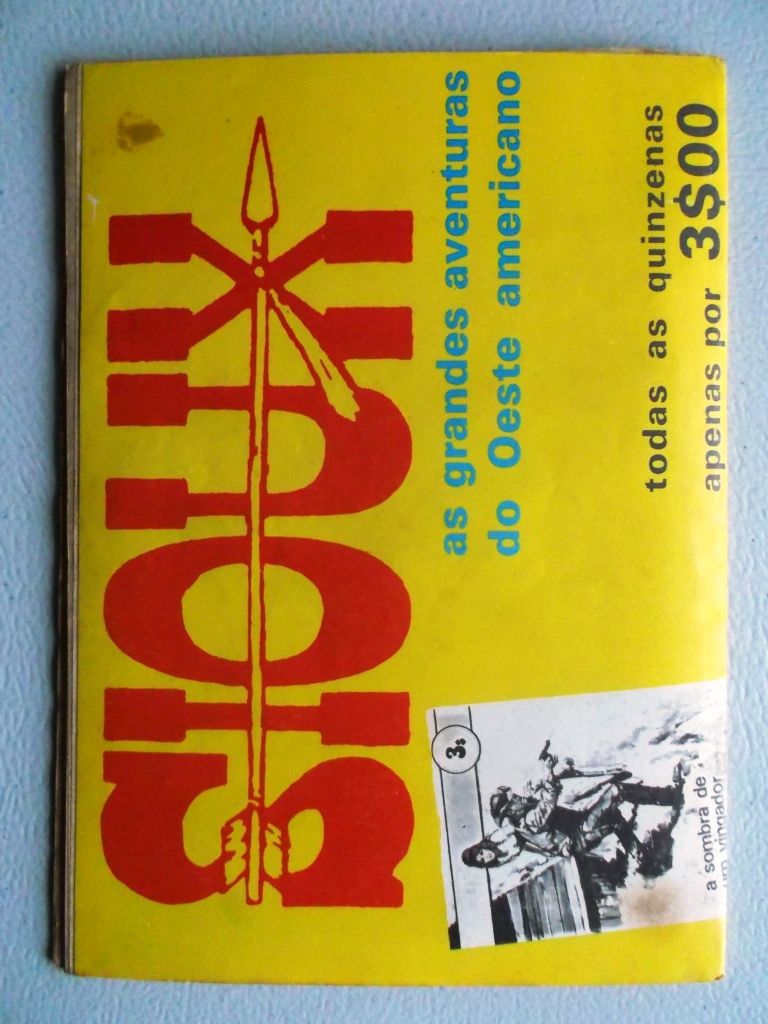 SIOUX
as grandes aventuras
do Oeste americano
todas as quinzenas
apenas por 3$00
3$
a sombra de
um vingador